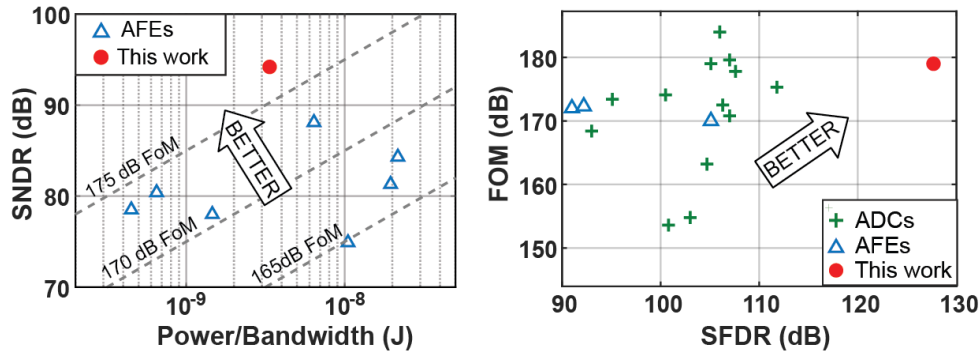 100
90
80
70
SNDR (dB)
AFEs
This work
BETTER
175 dB FoM
170 dB FoM
165dB FoM
10-9
10-8
Power/Bandwidth (J)
180
170
160
150
FOM (dB)
BETTER
ADCs
AFEs
This work
90
100
110
120
130
SFDR (dB)